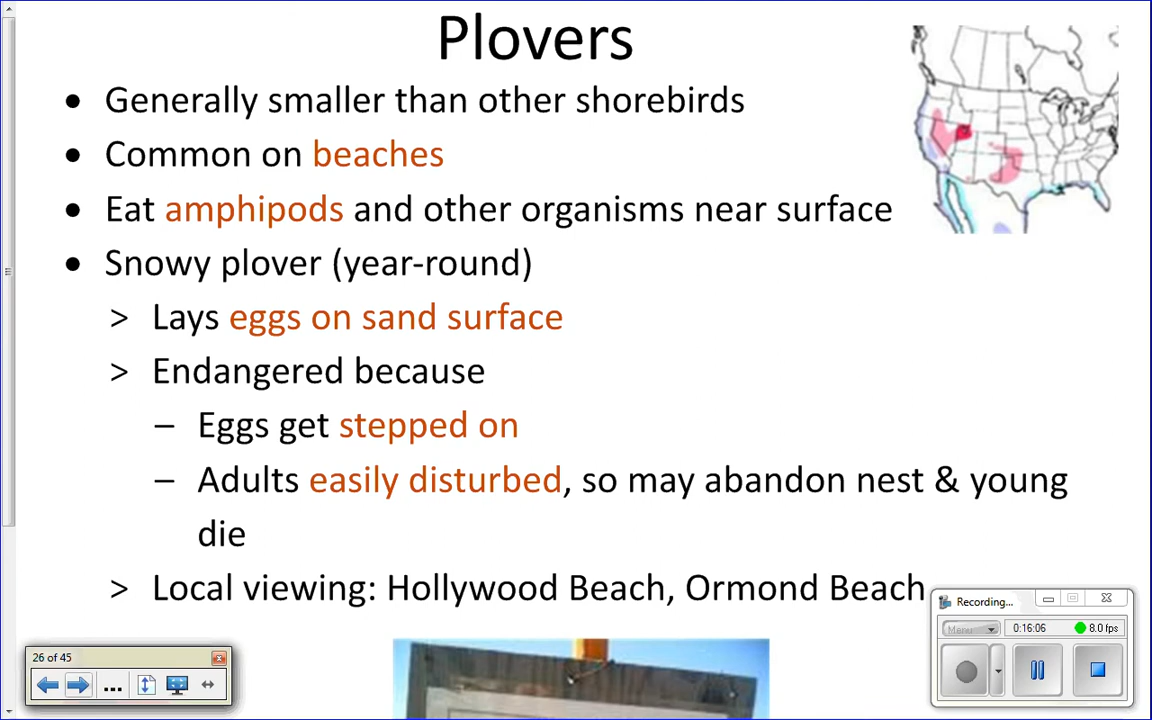 Plovers
• Generally smaller than other shorebirds
• Common on beaches
• Eat amphipods and other organisms near surface
• Snowy plover (year-round)
> Lays eggs on sand surface
> Endangered because
– Eggs get stepped on
– Adults easily disturbed, so may abandon nest & young
die
> Local viewing: Hollywood Beach, Ormond Beach
Recording...
Menu
0:16:06
8.0 fps
26 of 45
...